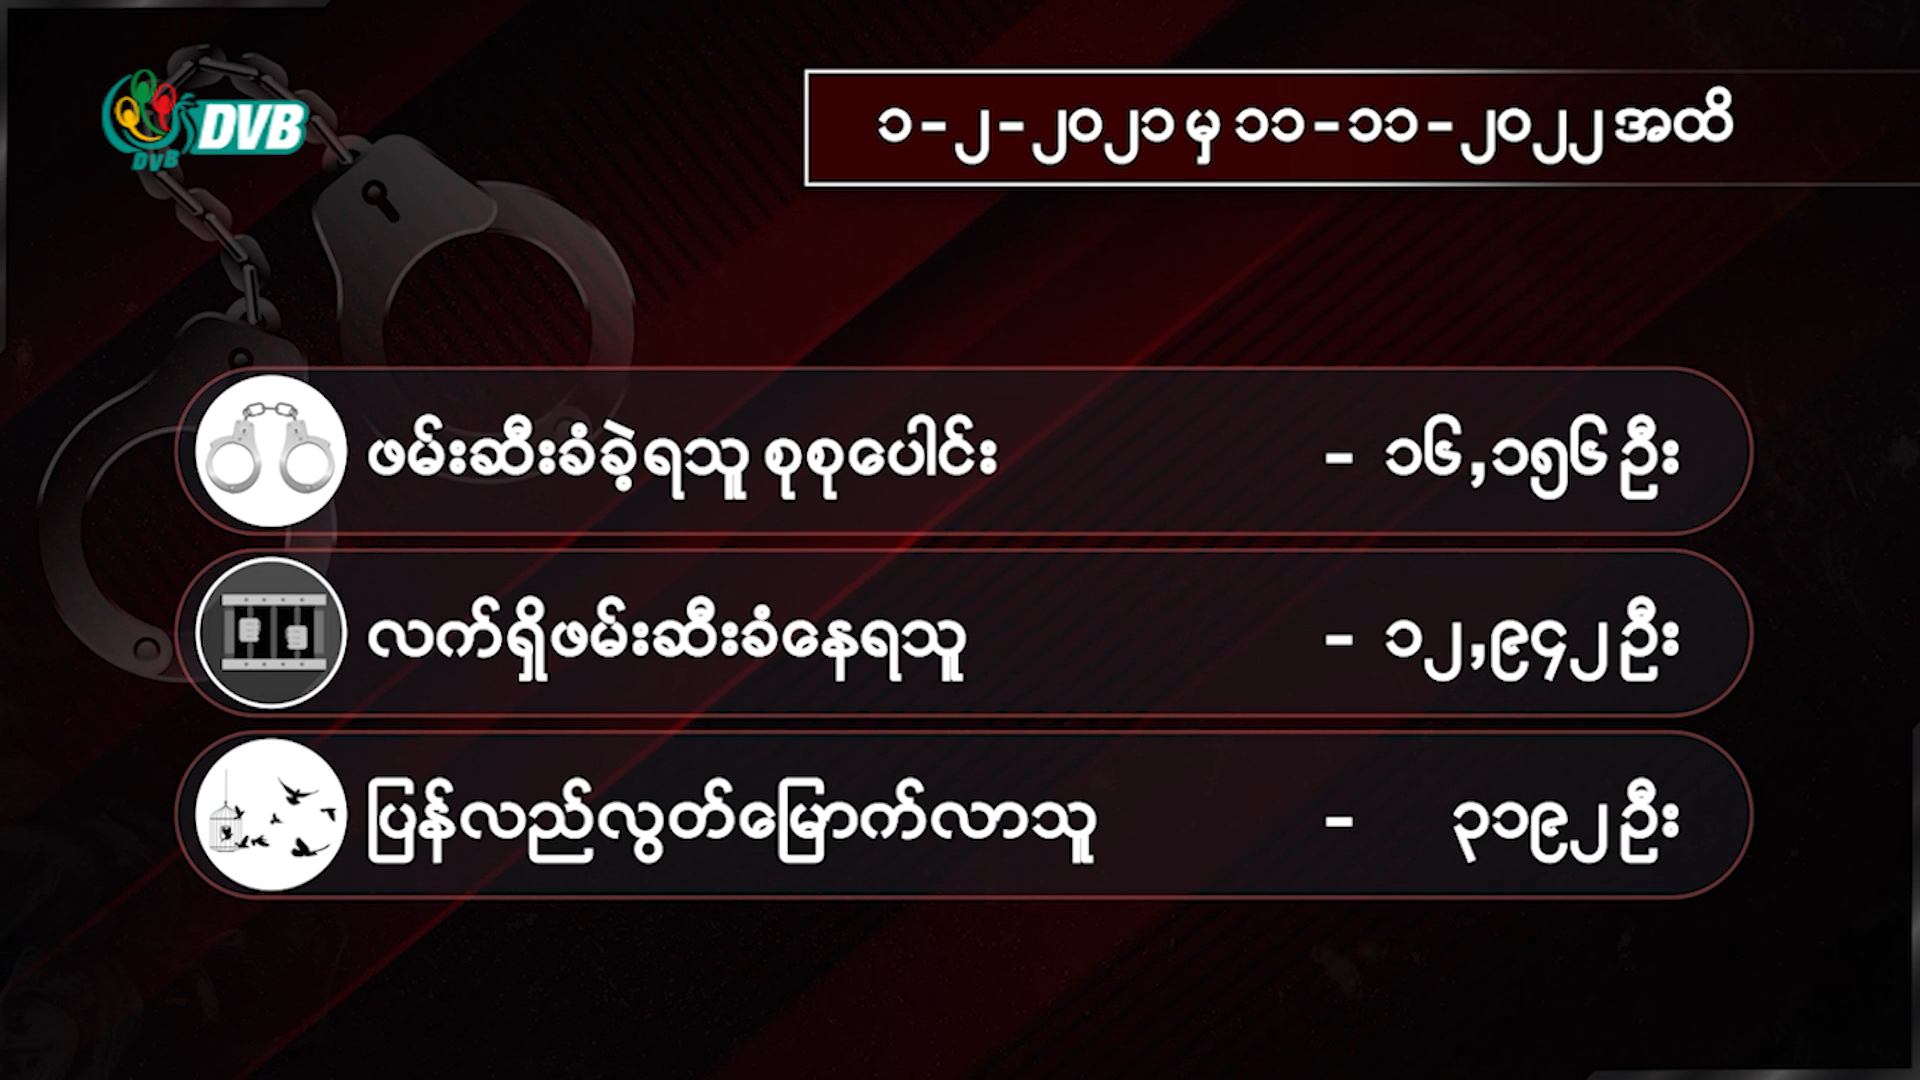 DVB
DVB
၁-၂-၂၀၂၁ မှ ၁၁-၁၁-၂၀၂၂ အထိ
ဖမ်းဆီးခံခဲ့ရသူ စုစုပေါင်း - ၁၆,၁၅၆ ဦး
လက်ရှိဖမ်းဆီးခံနေရသူ - ၁၂,၉၄၂ ဦး
ပြန်လည်လွတ်မြောက်လာသူ - ၃၁၉၂ ဦး